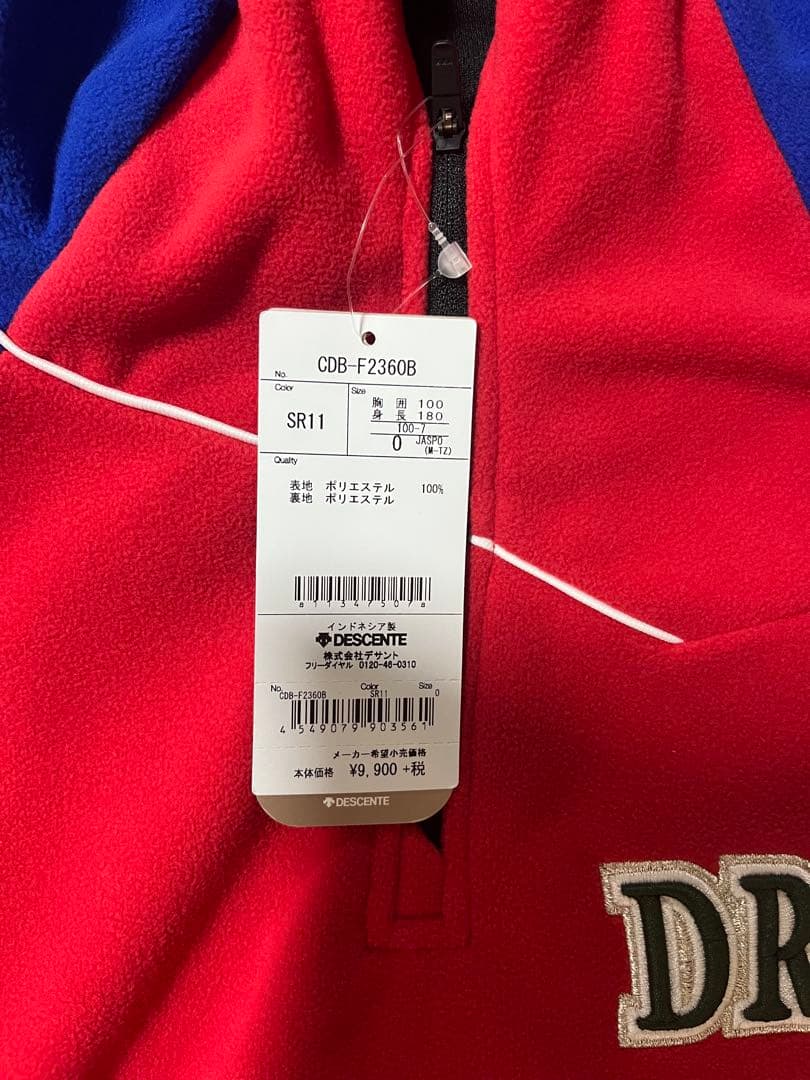 No. CDB-F2360B
Color SR11
Size 胸囲 100
身長 180
100-7
0 JASPO
(M-TZ)
Quality
表地 ポリエステル 100%
裏地 ポリエステル
a113475078a
インドネシア製
DESCENTE
株式会社デサント
フリーダイヤル 0120-46-0310
No. Color Size
CDB-F2360B SR11 0
4549079903561
メーカー希望小売価格
本体価格 ¥9,900 +税
DESCENTE
DR